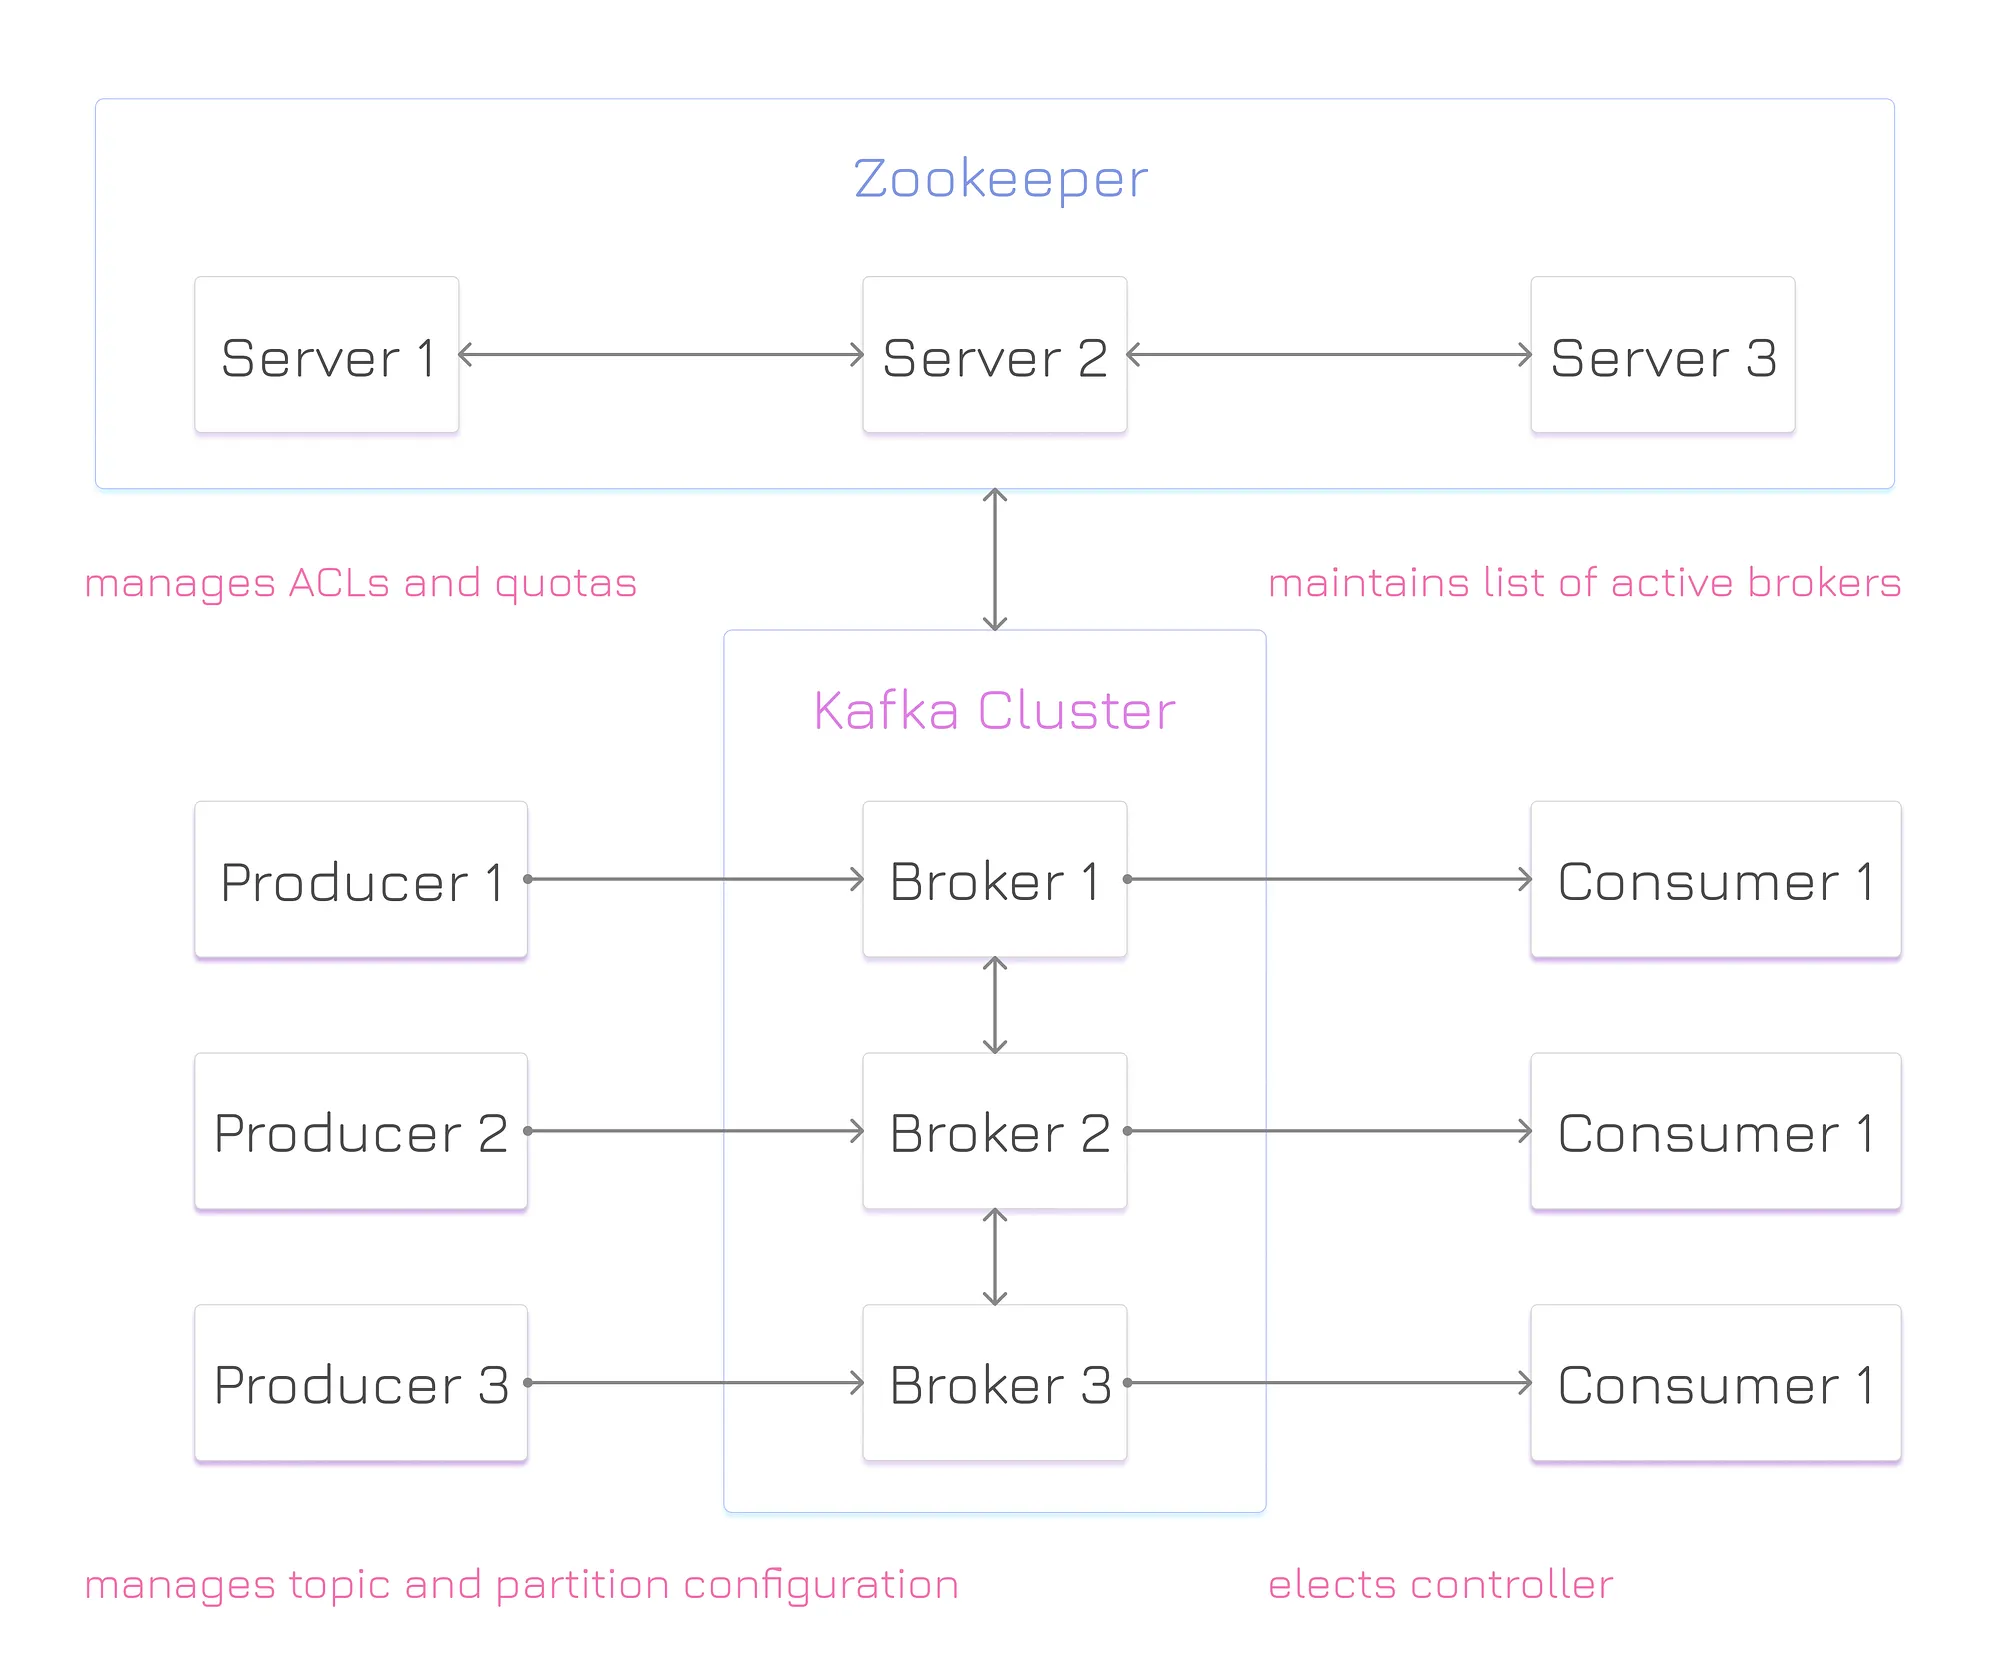 Zookeeper
Server 1
Server 2
Server 3
manages ACLs and quotas
maintains list of active brokers
Kafka Cluster
Producer 1
Broker 1
Consumer 1
Producer 2
Broker 2
Consumer 1
Producer 3
Broker 3
Consumer 1
manages topic and partition configuration
elects controller